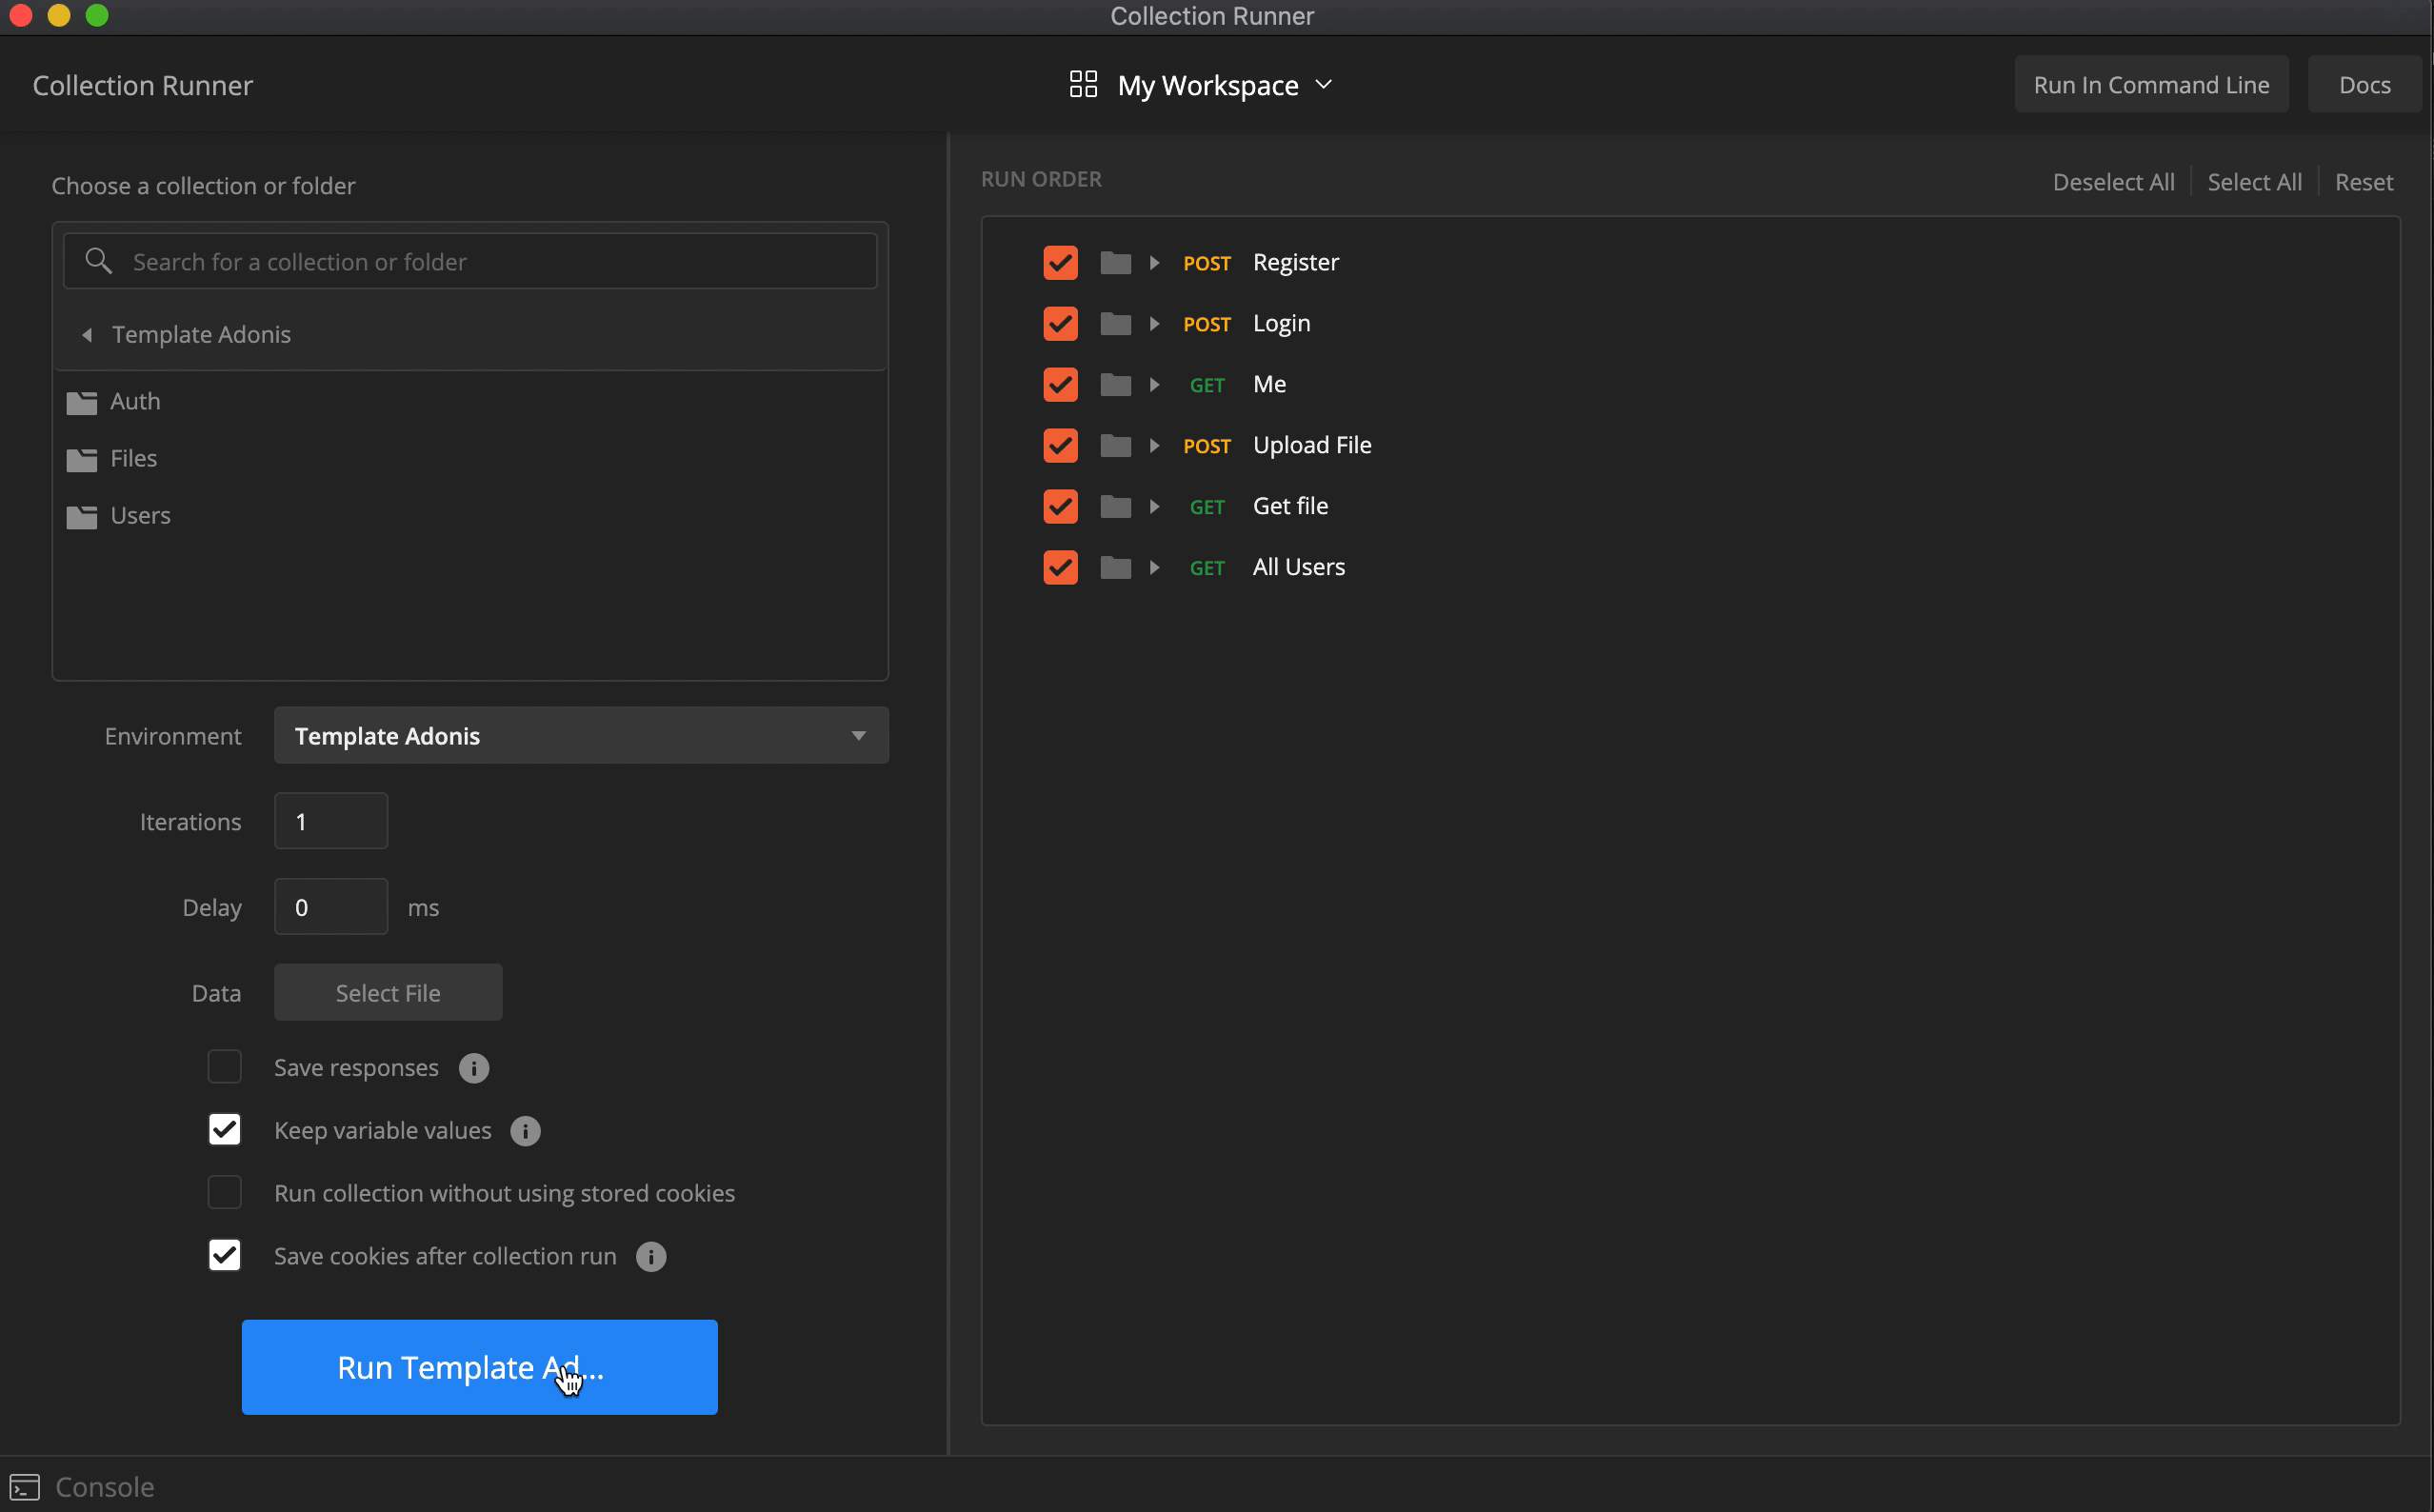 Collection Runner
Collection Runner
My Workspace
Run In Command Line
Docs
Choose a collection or folder
Search for a collection or folder
Template Adonis
Auth
Files
Users
Environment
Template Adonis
Iterations
1
Delay
0
ms
Data
Select File
Save responses
Keep variable values
Run collection without using stored cookies
Save cookies after collection run
Run Template Ad...
RUN ORDER
Deselect All
Select All
Reset
POST Register
POST Login
GET Me
POST Upload File
GET Get file
GET All Users
Console